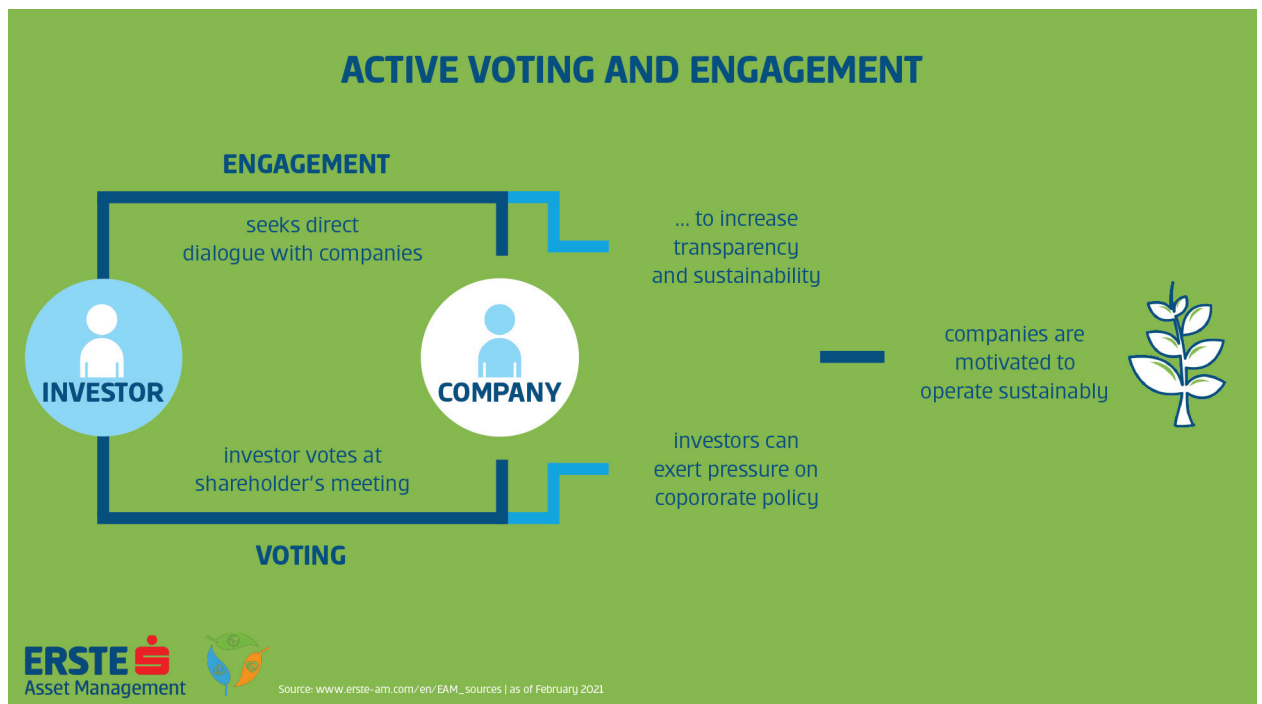 ACTIVE VOTING AND ENGAGEMENT
ENGAGEMENT
seeks direct
dialogue with companies
... to increase
transparency
and sustainability
INVESTOR
COMPANY
companies are
motivated to
operate sustainably
investor votes at
shareholder's meeting
investors can
exert pressure on
copororate policy
VOTING
ERSTE
Asset Management
Source: www.erste-am.com/en/EAM_sources | as of February 2021